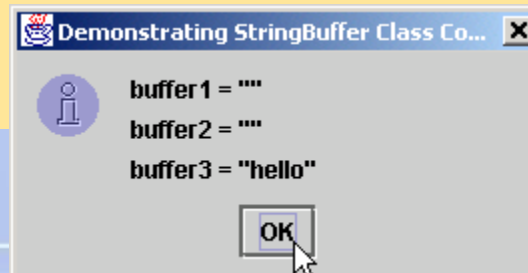 Demonstrating StringBuffer Class Co...
buffer1 = ""
buffer2 = ""
buffer3 = "hello"
OK